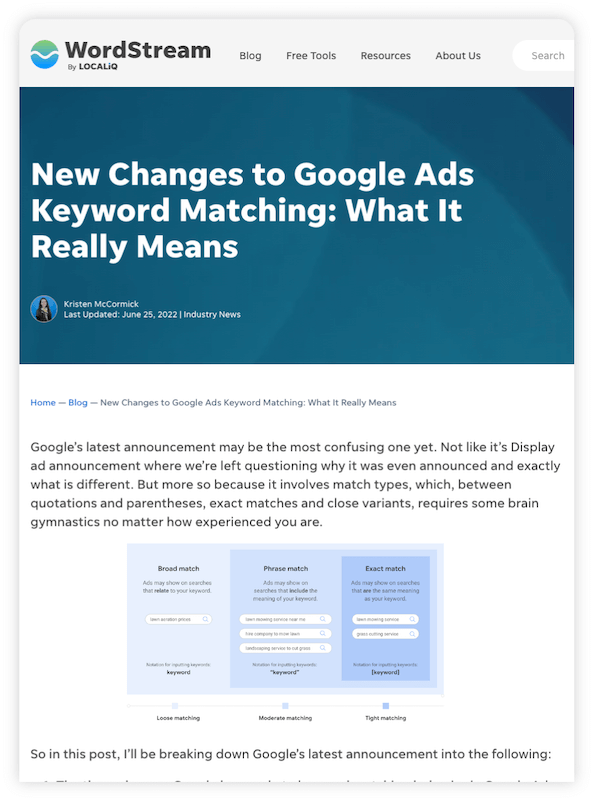 WordStream
By LOCALiQ
Blog Free Tools Resources About Us Search
New Changes to Google Ads
Keyword Matching: What It
Really Means
Kristen McCormick
Last Updated: June 25, 2022 | Industry News
Home — Blog — New Changes to Google Ads Keyword Matching: What It Really Means
Google’s latest announcement may be the most confusing one yet. Not like it’s Display
ad announcement where we’re left questioning why it was even announced and exactly
what is different. But more so because it involves match types, which, between
quotations and parentheses, exact matches and close variants, requires some brain
gymnastics no matter how experienced you are.
Broad match
Ads may show on searches
that relate to your keyword.
lawn aeration prices
Notation for inputting keywords:
keyword
Phrase match
Ads may show on
searches that include the
meaning of your keyword.
lawn mowing service near me
hire company to mow lawn
landscaping service to cut grass
Notation for inputting keywords:
"keyword"
Exact match
Ads may show on searches
that are the same meaning
as your keyword.
lawn mowing service
grass cutting service
Notation for inputting keywords:
[keyword]
Loose matching Moderate matching Tight matching
So in this post, I’ll be breaking down Google’s latest announcement into the following: